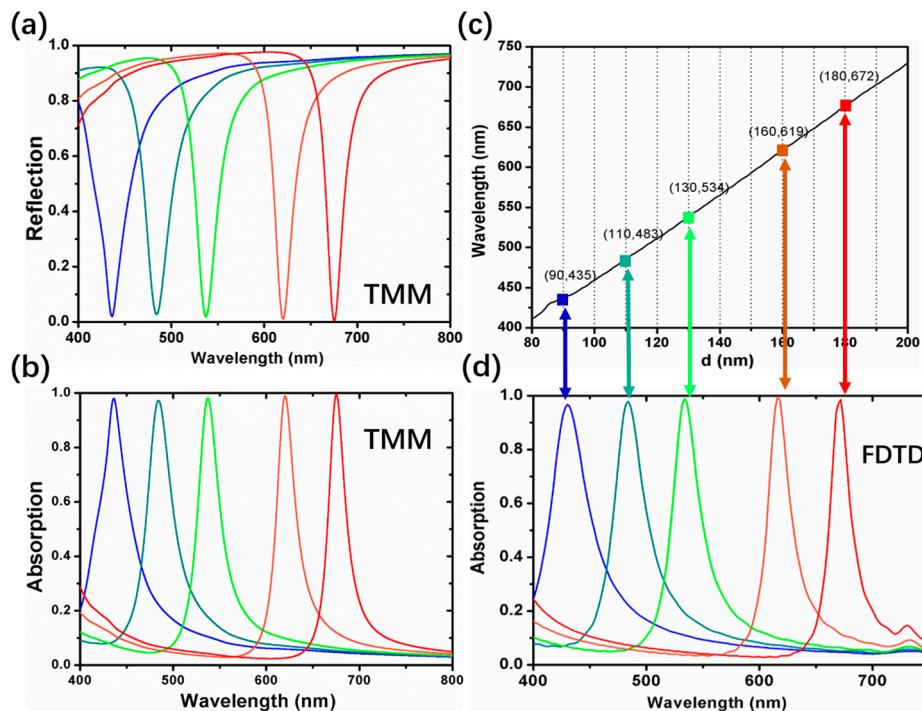 (a)
1.0
0.8
0.6
0.4
0.2
0.0
Reflection
TMM
400 500 600 700 800
Wavelength (nm)
(c)
750
700
650
600
550
500
450
400
Wavelength (nm)
(180,672)
(160,619)
(130,534)
(110,483)
(90,435)
80 100 120 140 160 180 200
d (nm)
(b)
1.0
0.8
0.6
0.4
0.2
0.0
Absorption
TMM
400 500 600 700 800
Wavelength (nm)
(d)
1.0
0.8
0.6
0.4
0.2
0.0
Absorption
FDTD
400 500 600 700
Wavelength (nm)